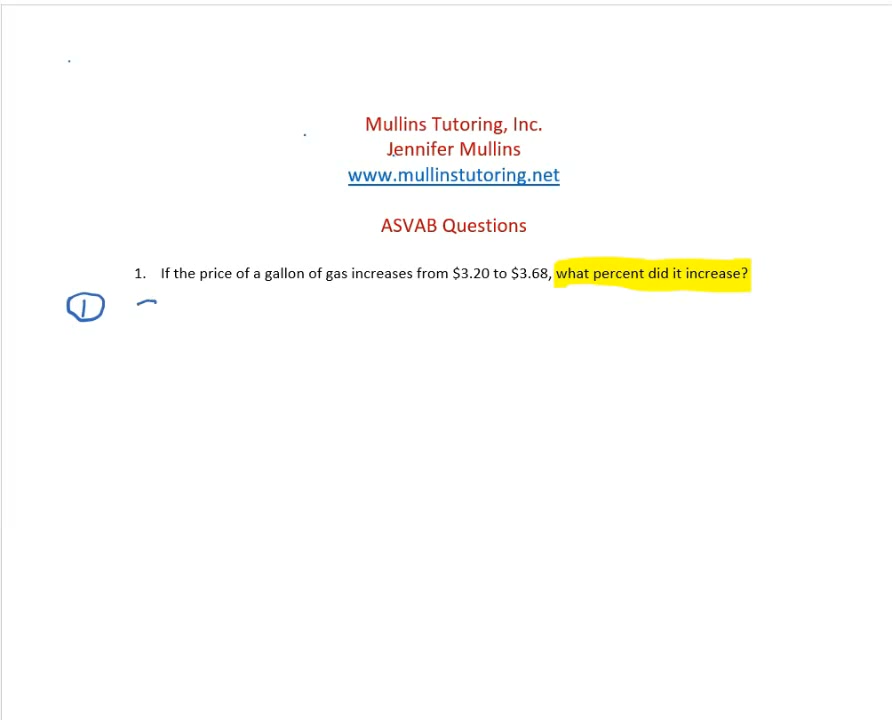 Mullins Tutoring, Inc.
Jennifer Mullins
www.mullinstutoring.net
ASVAB Questions
1. If the price of a gallon of gas increases from $3.20 to $3.68, what percent did it increase?
①